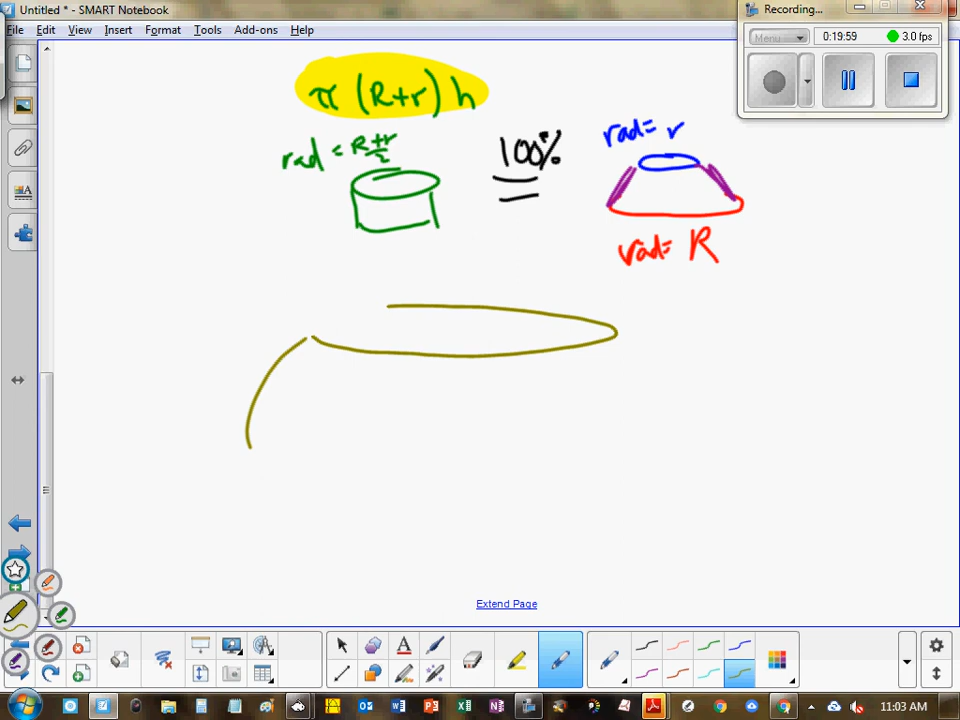 Untitled * - SMART Notebook
File Edit View Insert Format Tools Add-ons Help
Recording...
Menu 0:19:59 3.0 fps
π (R+r) h
rad = R+r/2
100%
rad= r
rad= R
Extend Page
11:03 AM